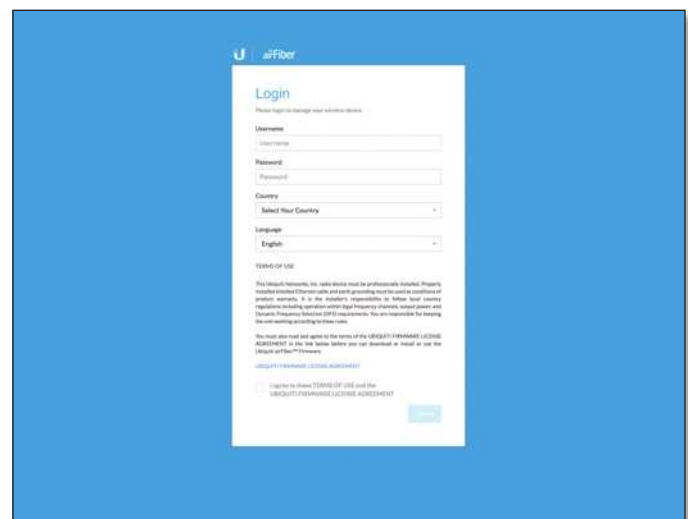 airFiber
Login
Please login to manage your wireless device.
Username
Username
Password
Password
Country
Select Your Country
Language
English
TERMS OF USE
This Ubiquiti Networks, Inc. radio device must be professionally installed. Properly
installed shielded Ethernet cable and earth grounding must be used as conditions of
product warranty. It is the installer's responsibility to follow local country
regulations including operation within legal frequency channels, output power, and
Dynamic Frequency Selection (DFS) requirements. You are responsible for keeping
the unit working according to these rules.
You must also read and agree to the terms of the UBIQUITI FIRMWARE LICENSE
AGREEMENT in the link below before you can download or install or use the
Ubiquiti airFiber™ Firmware.
UBIQUITI FIRMWARE LICENSE AGREEMENT
I agree to these TERMS OF USE and the
UBIQUITI FIRMWARE LICENSE AGREEMENT